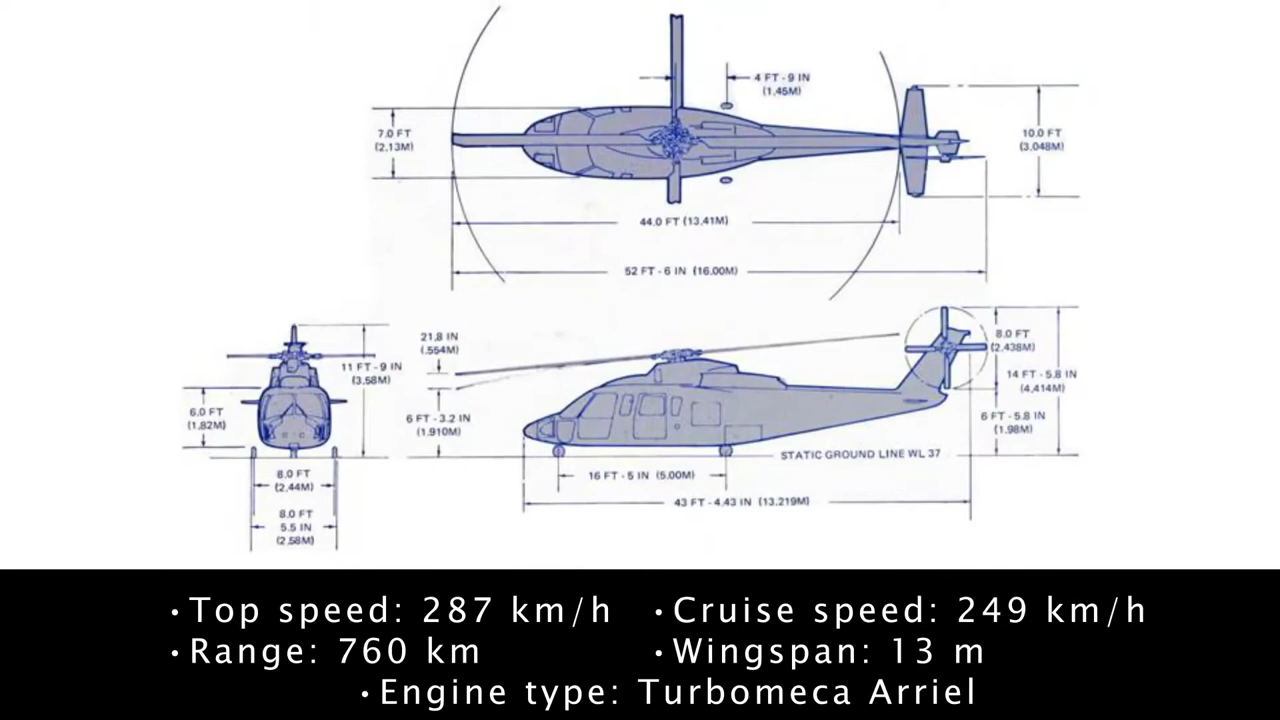 4 FT - 9 IN
(1.45M)
7.0 FT
(2.13M)
10.0 FT
(3.048M)
44.0 FT (13.41M)
52 FT - 6 IN (16.00M)
21.8 IN
(.554M)
11 FT - 9 IN
(3.58M)
8.0 FT
(2.438M)
14 FT - 5.8 IN
(4.414M)
6.0 FT
(1.82M)
6 FT - 3.2 IN
(1.910M)
6 FT - 5.8 IN
(1.98M)
STATIC GROUND LINE WL 37
8.0 FT
(2.44M)
16 FT - 5 IN (5.00M)
43 FT - 4.43 IN (13.219M)
8.0 FT
5.5 IN
(2.58M)
• Top speed: 287 km/h • Cruise speed: 249 km/h
• Range: 760 km • Wingspan: 13 m
• Engine type: Turbomeca Arriel